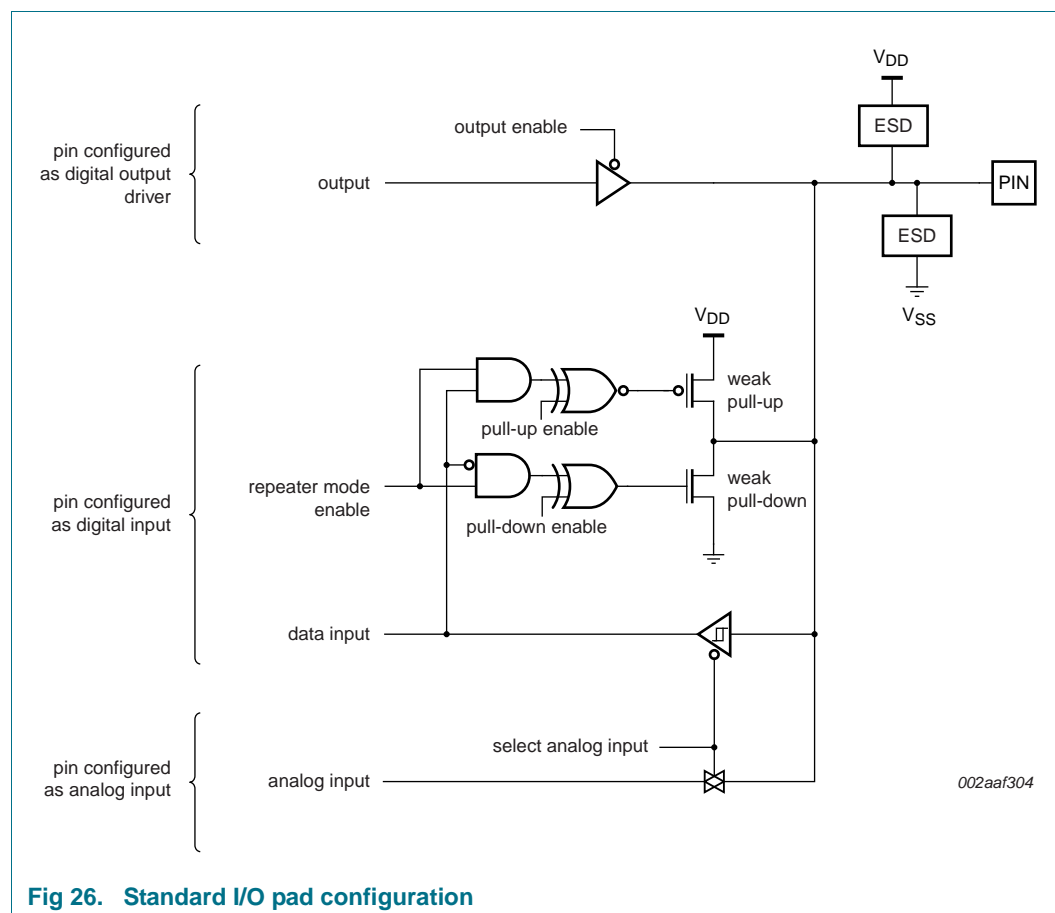 VDD
ESD
output enable
pin configured
as digital output
driver
output
PIN
ESD
VSS
VDD
weak
pull-up
pull-up enable
pin configured
as digital input
repeater mode
enable
weak
pull-down
pull-down enable
data input
select analog input
pin configured
as analog input
analog input
002aaf304
Fig 26. Standard I/O pad configuration